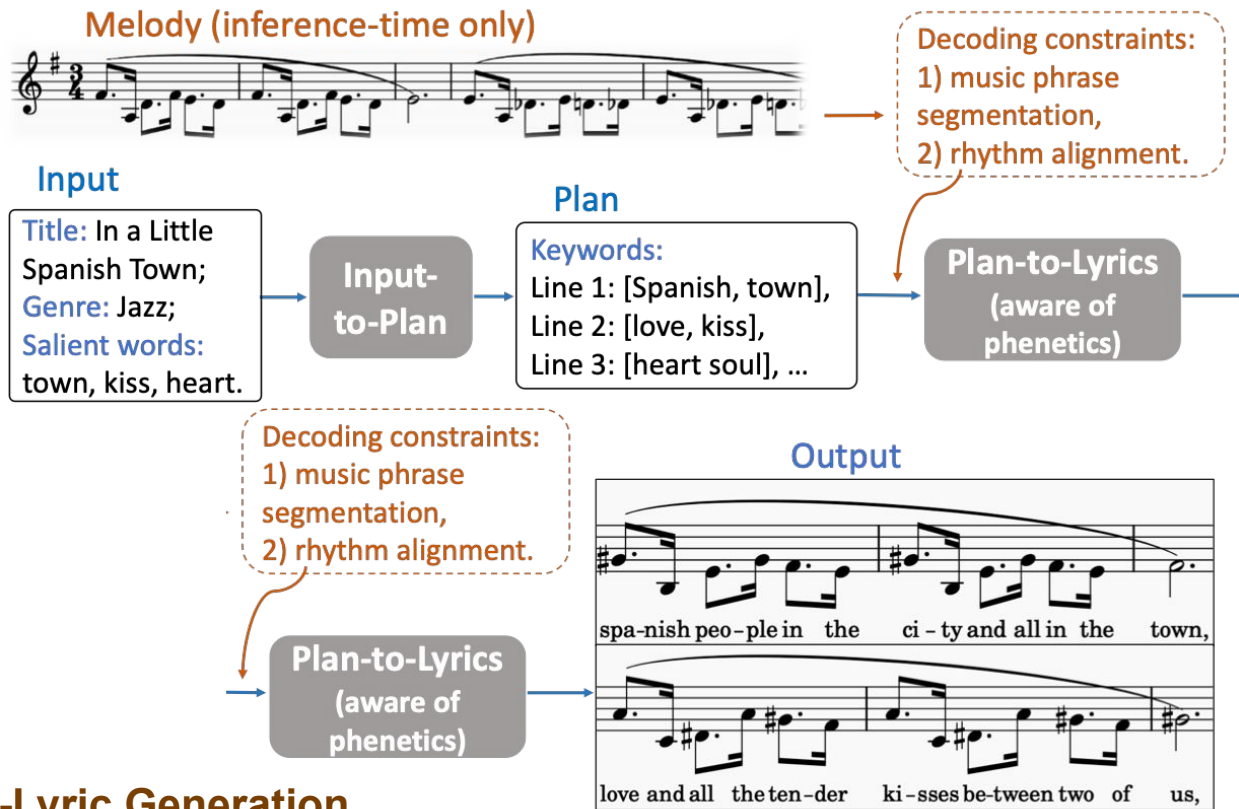 Melody (inference-time only)
Decoding constraints:
1) music phrase
segmentation,
2) rhythm alignment.
3
4
Input
Title: In a Little
Spanish Town;
Genre: Jazz;
Salient words:
town, kiss, heart.
Input-
to-Plan
Plan
Keywords:
Line 1: [Spanish, town],
Line 2: [love, kiss],
Line 3: [heart soul], ...
Plan-to-Lyrics
(aware of
phenetics)
Decoding constraints:
1) music phrase
segmentation,
2) rhythm alignment.
Plan-to-Lyrics
(aware of
phenetics)
Output
spa-nish peo-ple in the ci-ty and all in the town,
love and all the ten-der ki-sses be-tween two of us,
-Lyric Generation